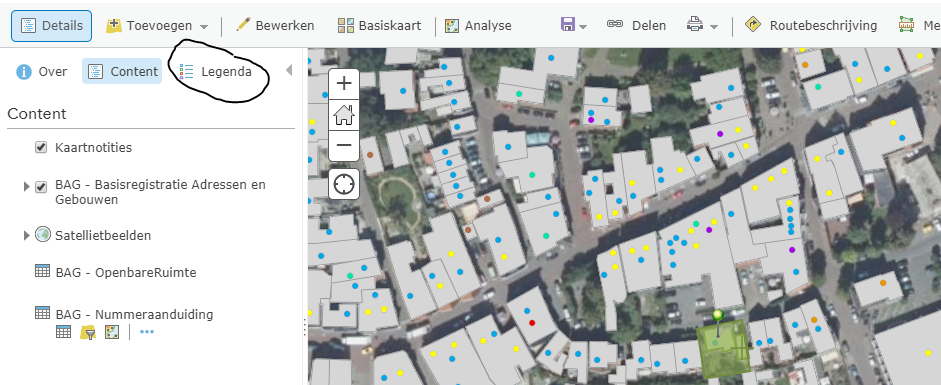 Details Toevoegen Bewerken Basiskaart Analyse Delen Routebeschrijving Me
Over Content Legenda
Content
Kaartnotities
BAG - Basisregistratie Adressen en
Gebouwen
Satellietbeelden
BAG - OpenbareRuimte
BAG - Nummeraanduiding